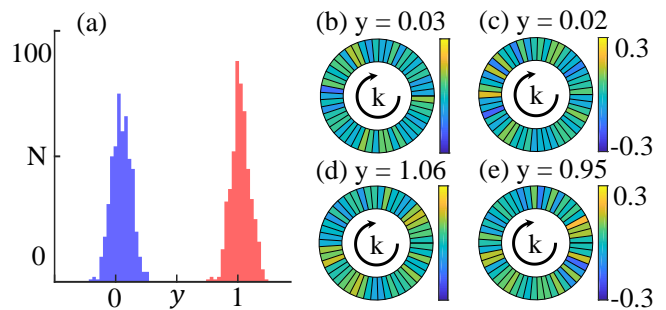 (a)
100
N
0
0 y 1
(b) y = 0.03
k
(c) y = 0.02
k
0.3
-0.3
(d) y = 1.06
k
(e) y = 0.95
k
0.3
-0.3